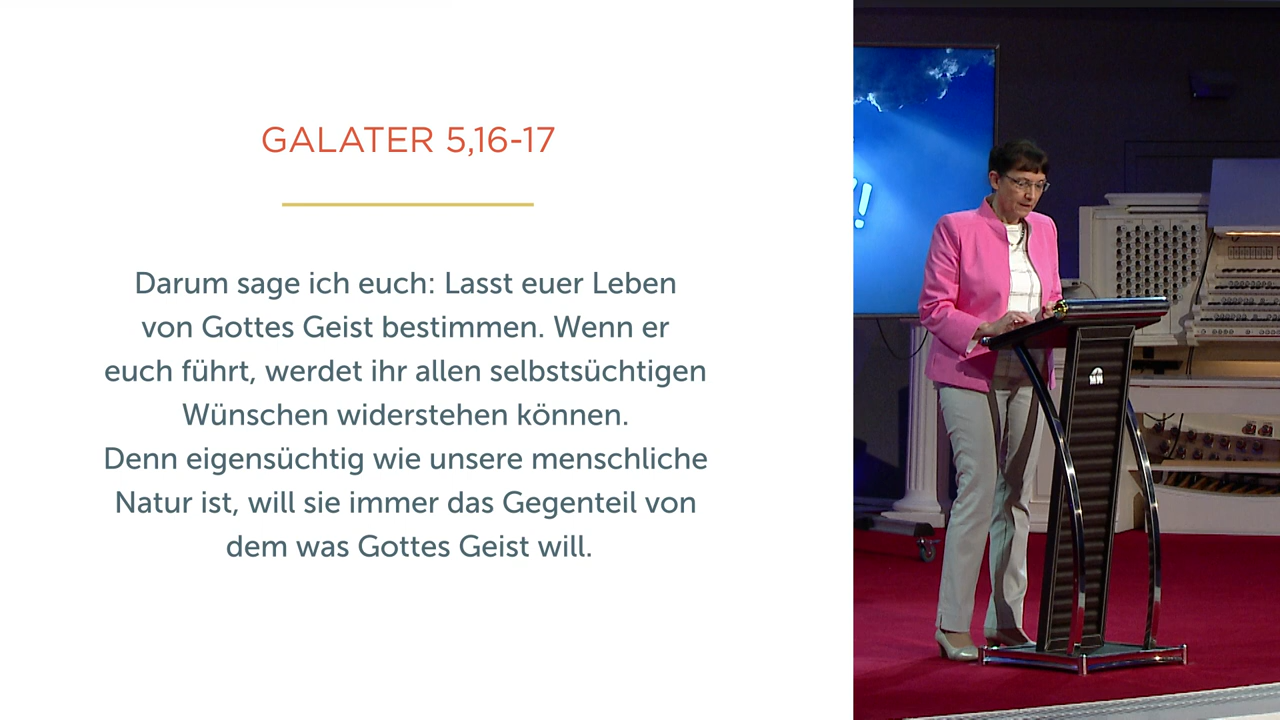 GALATER 5,16-17
Darum sage ich euch: Lasst euer Leben
von Gottes Geist bestimmen. Wenn er
euch führt, werdet ihr allen selbstsüchtigen
Wünschen widerstehen können.
Denn eigensüchtig wie unsere menschliche
Natur ist, will sie immer das Gegenteil von
dem was Gottes Geist will.